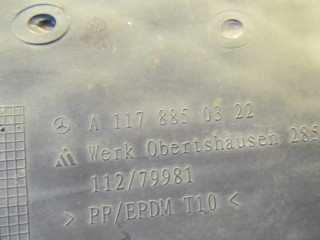 A 117 885 03 22
Werk Obertshausen 285
112/79981
> PP/EPDM T10 <